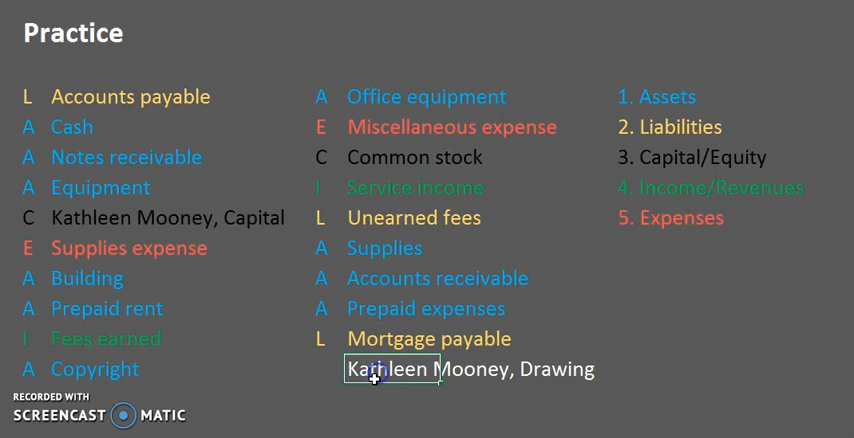 Practice
L Accounts payable
A Cash
A Notes receivable
A Equipment
C Kathleen Mooney, Capital
E Supplies expense
A Building
A Prepaid rent
I Fees earned
A Copyright
A Office equipment
E Miscellaneous expense
C Common stock
I Service income
L Unearned fees
A Supplies
A Accounts receivable
A Prepaid expenses
L Mortgage payable
Kathleen Mooney, Drawing
1. Assets
2. Liabilities
3. Capital/Equity
4. Income/Revenues
5. Expenses
RECORDED WITH
SCREENCAST MATIC